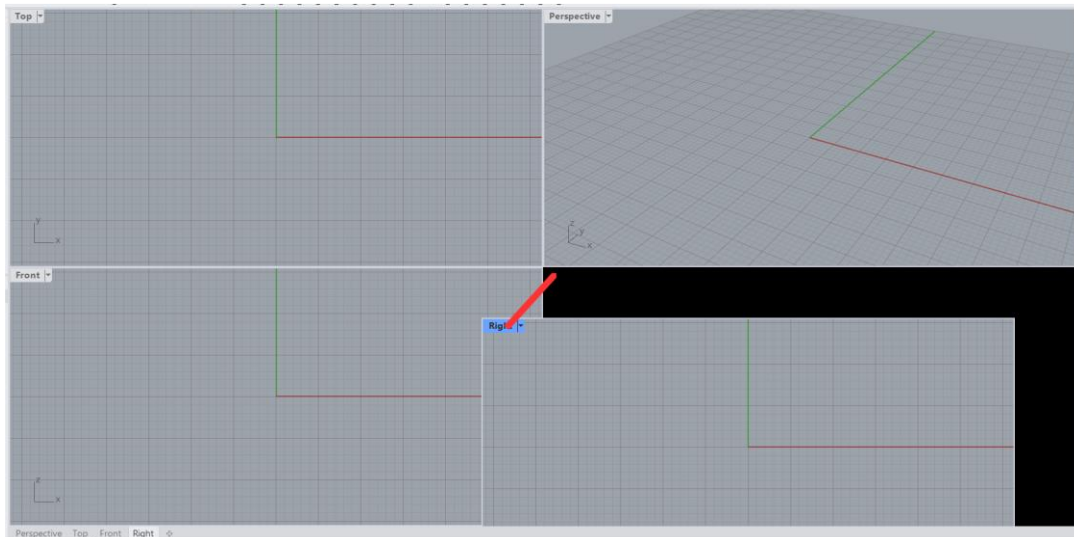 Top
Perspective
y
x
z
y
x
Front
Right
z
x
Perspective Top Front Right